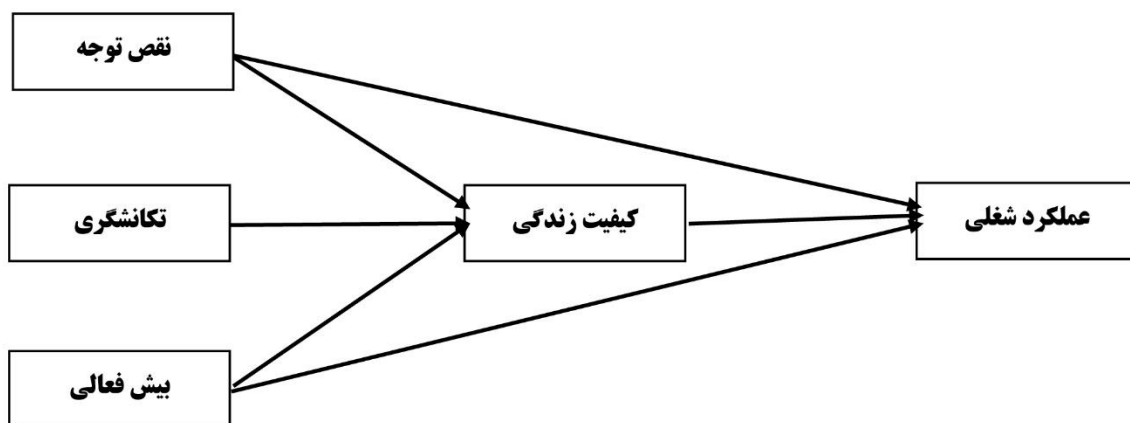 نقص توجه
تکانشگری
کیفیت زندگی
عملکرد شغلی
بیش فعالی